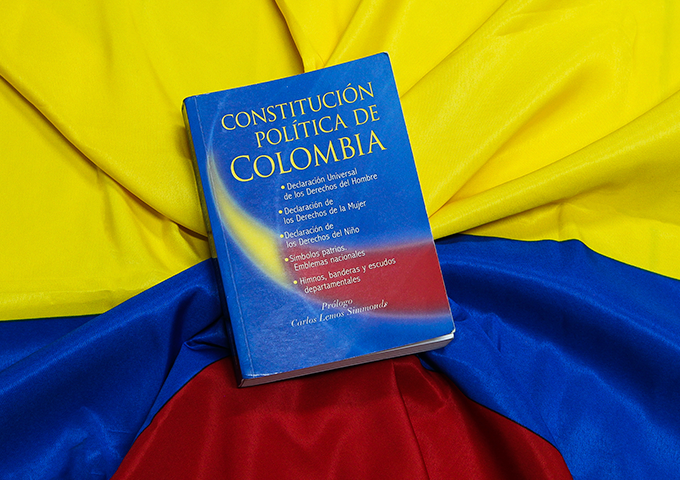 CONSTITUCIÓN
POLÍTICA DE
COLOMBIA
• Declaración Universal
de los Derechos del Hombre
• Declaración de
los Derechos de la Mujer
• Declaración de
los Derechos del Niño
• Símbolos patrios.
Emblemas nacionales
• Himnos, banderas y escudos
departamentales
Prólogo
Carlos Lemos Simmonds